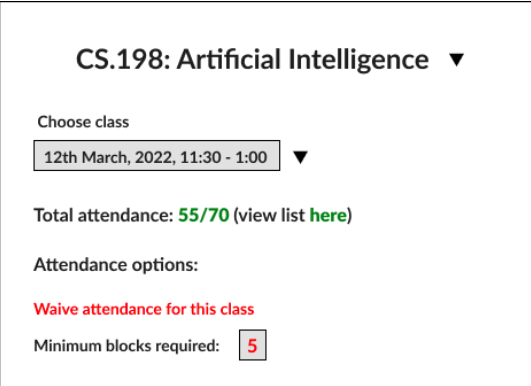 CS.198: Artificial Intelligence
Choose class
12th March, 2022, 11:30 - 1:00
Total attendance: 55/70 (view list here)
Attendance options:
Waive attendance for this class
Minimum blocks required: 5